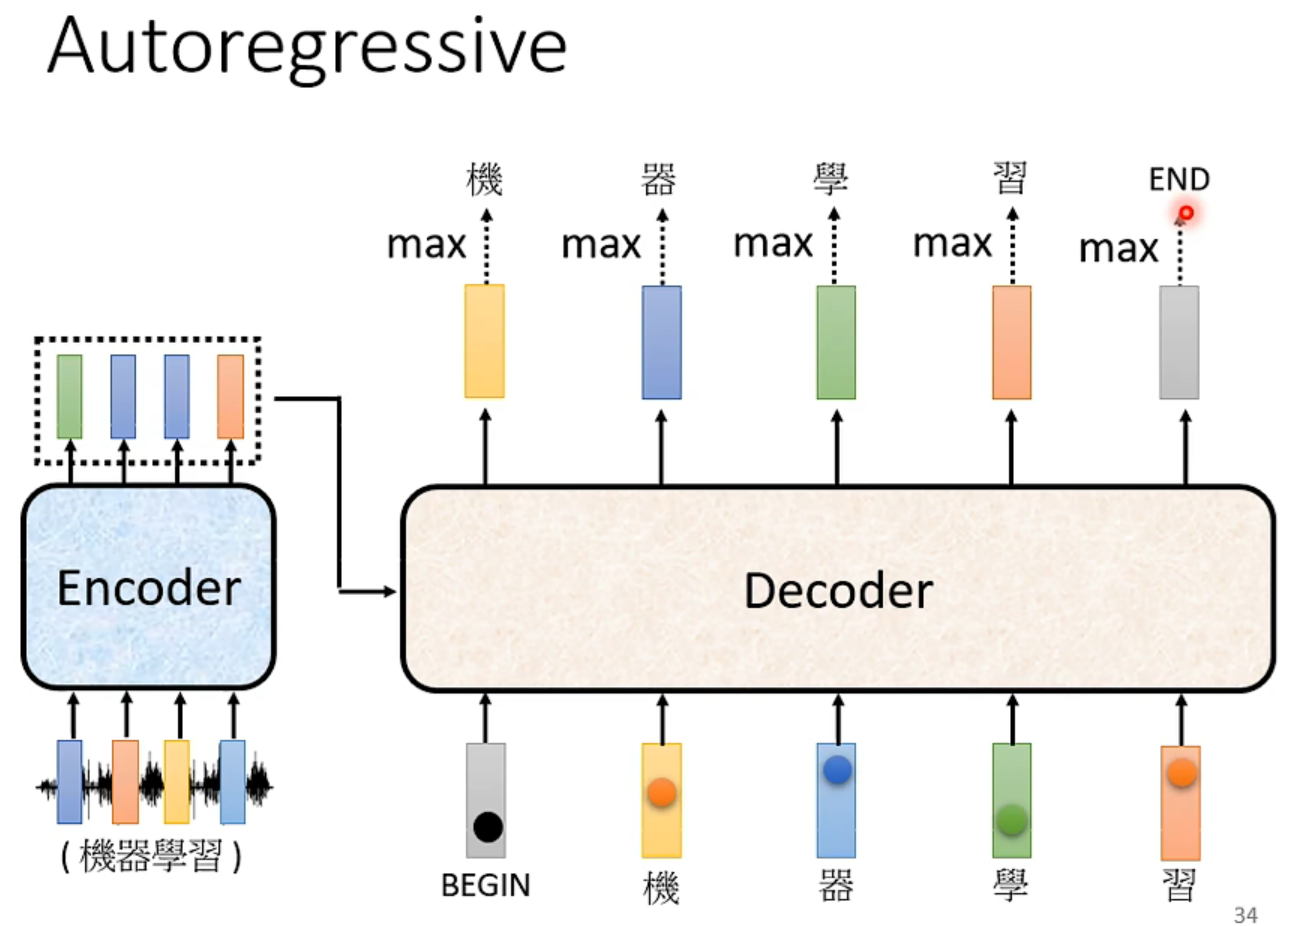 Autoregressive
機 器 學 習 END
max max max max max
Encoder
Decoder
(機器學習)
BEGIN 機 器 學 習
34